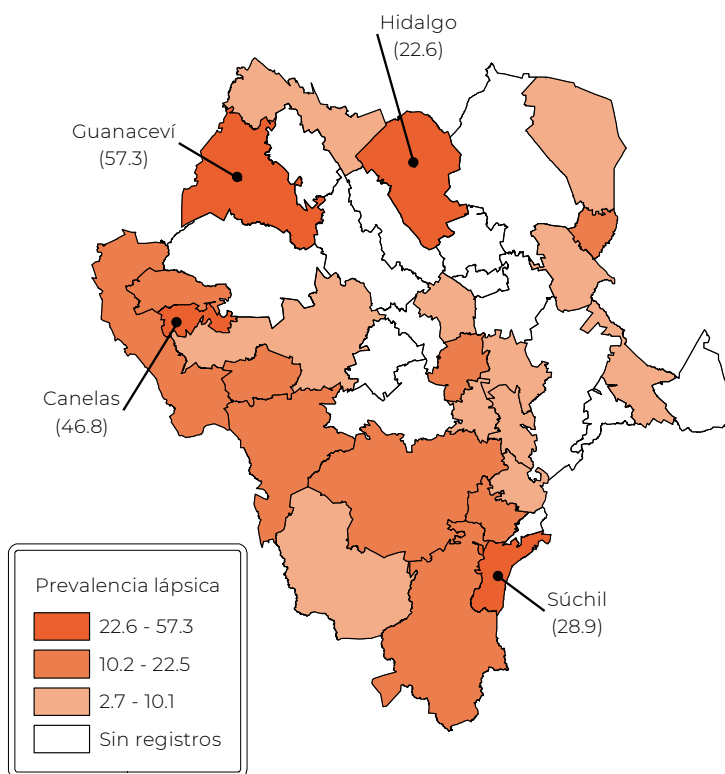 Hidalgo
(22.6)
Guanaceví
(57.3)
Canelas
(46.8)
Súchil
(28.9)
Prevalencia lápsica
22.6 - 57.3
10.2 - 22.5
2.7 - 10.1
Sin registros